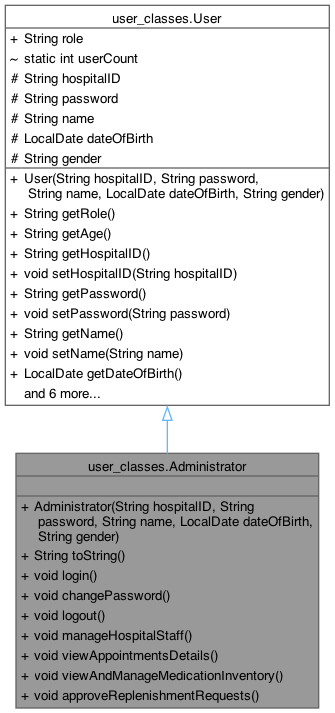 user_classes.User
+ String role
~ static int userCount
# String hospitalID
# String password
# String name
# LocalDate dateOfBirth
# String gender
+ User(String hospitalID, String password,
String name, LocalDate dateOfBirth, String gender)
+ String getRole()
+ String getAge()
+ String getHospitalID()
+ void setHospitalID(String hospitalID)
+ String getPassword()
+ void setPassword(String password)
+ String getName()
+ void setName(String name)
+ LocalDate getDateOfBirth()
and 6 more...
user_classes.Administrator
+ Administrator(String hospitalID, String
password, String name, LocalDate dateOfBirth,
String gender)
+ String toString()
+ void login()
+ void changePassword()
+ void logout()
+ void manageHospitalStaff()
+ void viewAppointmentsDetails()
+ void viewAndManageMedicationInventory()
+ void approveReplenishmentRequests()